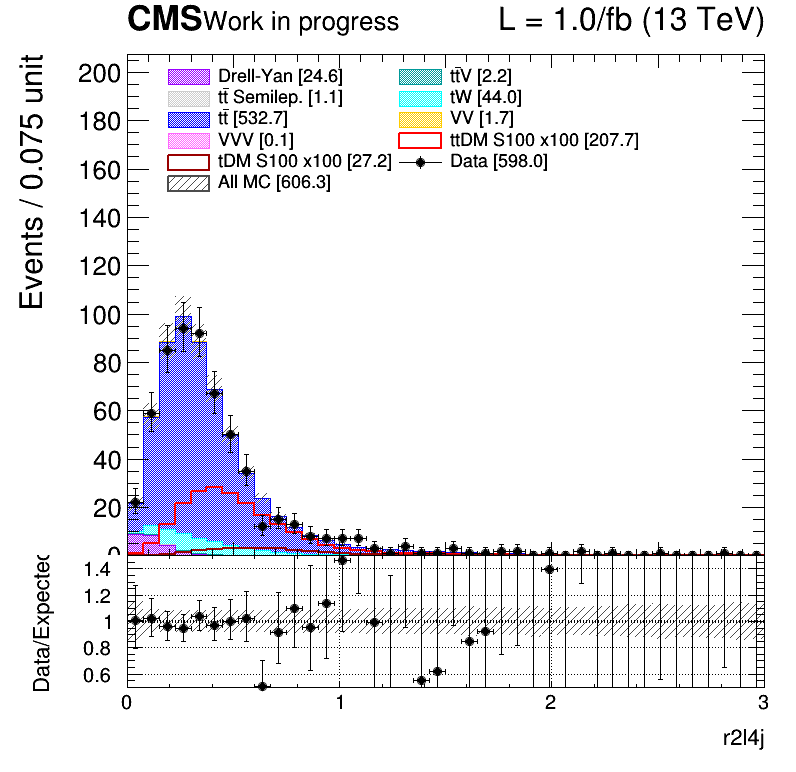 CMS Work in progress L = 1.0/fb (13 TeV)
Events / 0.075 unit
200
180
160
140
120
100
80
60
40
20
0
Drell-Yan [24.6] tt̄V [2.2]
tt̄ Semilep. [1.1] tW [44.0]
tt̄ [532.7] VV [1.7]
VVV [0.1] ttDM S100 x100 [207.7]
tDM S100 x100 [27.2] Data [598.0]
All MC [606.3]
Data/Expected
1.4
1.2
1
0.8
0.6
0 1 2 3
r2l4j